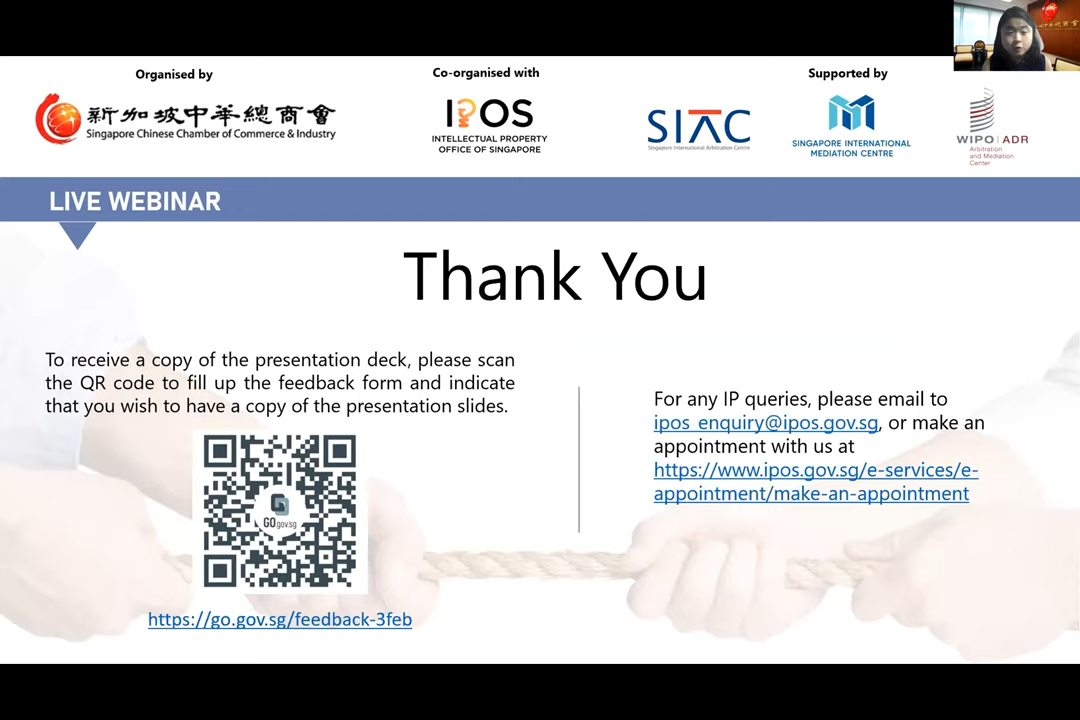 Organised by
Co-organised with
Supported by
新加坡中華總商會
Singapore Chinese Chamber of Commerce & Industry
IPOS
INTELLECTUAL PROPERTY
OFFICE OF SINGAPORE
SIAC
Singapore International Arbitration Centre
SINGAPORE INTERNATIONAL
MEDIATION CENTRE
WIPO | ADR
Arbitration
and Mediation
Center
LIVE WEBINAR
Thank You
To receive a copy of the presentation deck, please scan
the QR code to fill up the feedback form and indicate
that you wish to have a copy of the presentation slides.
GOgov.sg
https://go.gov.sg/feedback-3feb
For any IP queries, please email to
ipos_enquiry@ipos.gov.sg, or make an
appointment with us at
https://www.ipos.gov.sg/e-services/e-
appointment/make-an-appointment